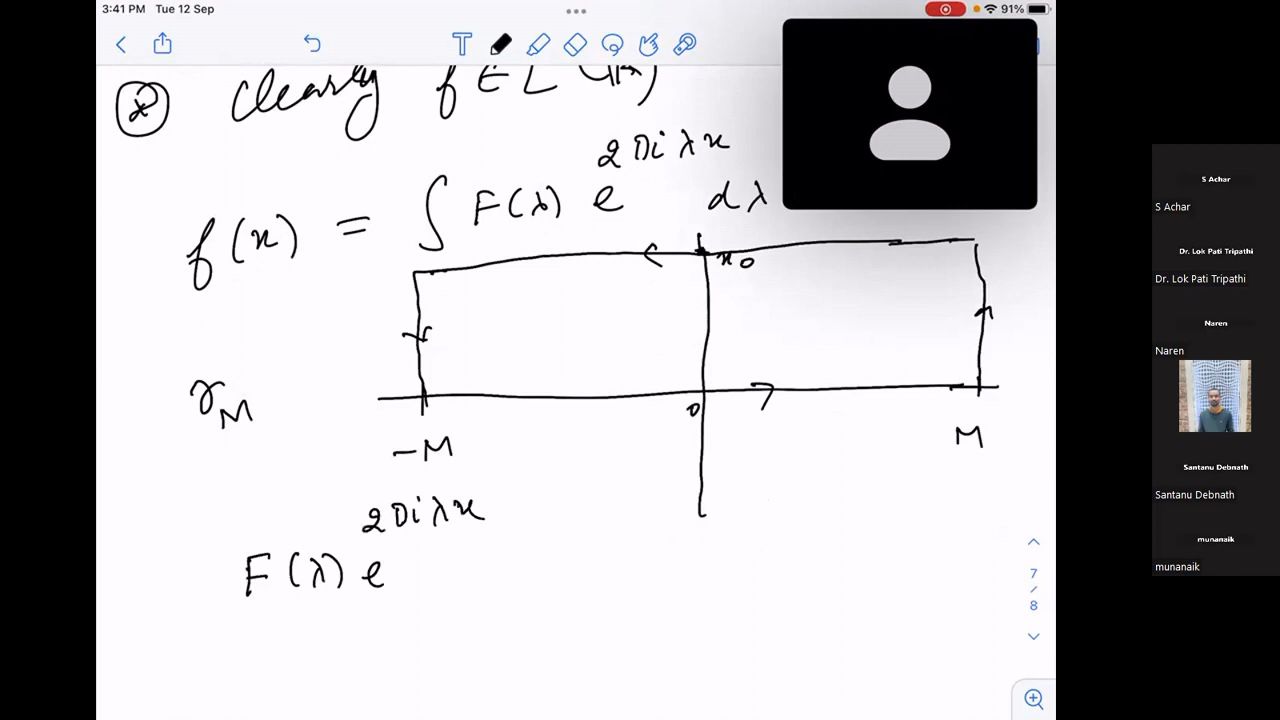 3:41 PM Tue 12 Sep
91%
T
clearly f ∈ L (ℝ)
f(x) = ∫ F(λ) e^{2πiλx} dλ
x₀
γ_M
0
-M
M
F(λ) e^{2πiλx}
7
/
8
S Achar
S Achar
Dr. Lok Pati Tripathi
Dr. Lok Pati Tripathi
Naren
Naren
Santanu Debnath
Santanu Debnath
munanaik
munanaik